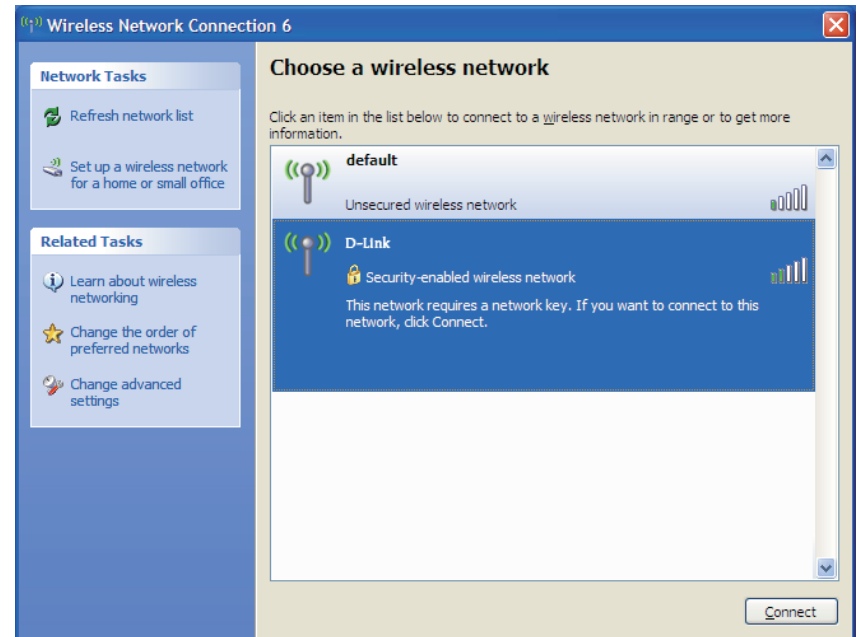 Wireless Network Connection 6
Network Tasks
Refresh network list
Set up a wireless network
for a home or small office
Related Tasks
Learn about wireless
networking
Change the order of
preferred networks
Change advanced
settings
Choose a wireless network
Click an item in the list below to connect to a wireless network in range or to get more
information.
default
Unsecured wireless network
D-Link
Security-enabled wireless network
This network requires a network key. If you want to connect to this
network, click Connect.
Connect